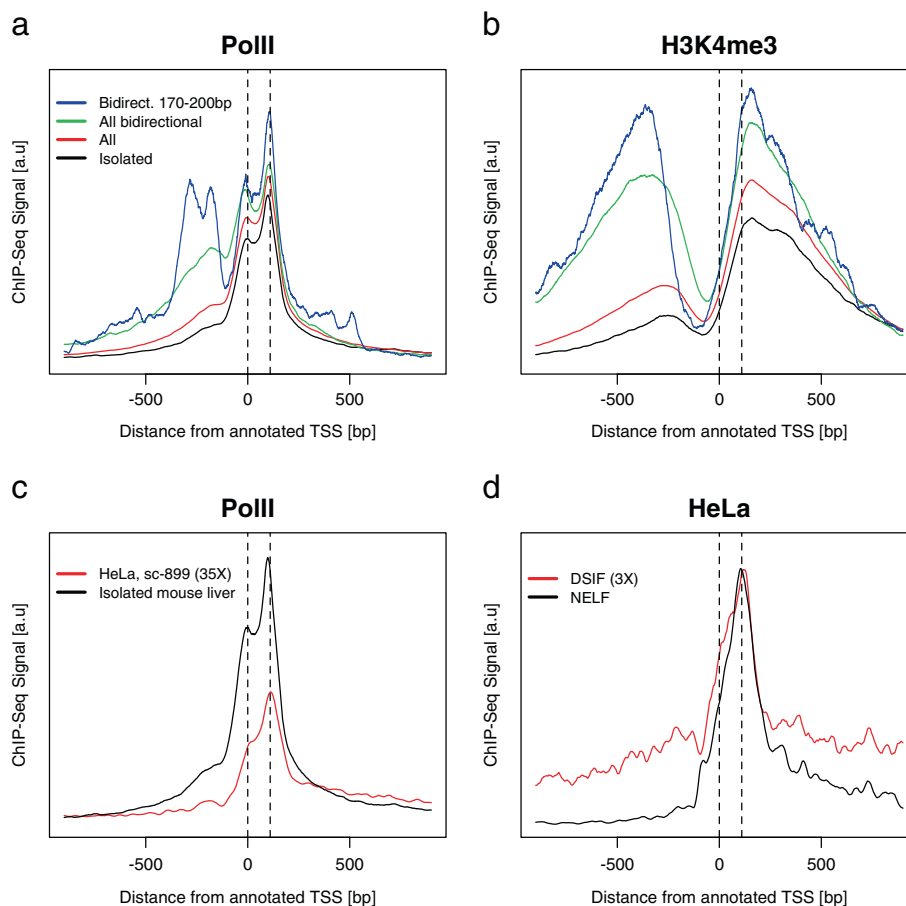 a
PolII
Bidirect. 170-200bp
All bidirectional
All
Isolated
ChIP-Seq Signal [a.u]
-500 0 500
Distance from annotated TSS [bp]
b
H3K4me3
ChIP-Seq Signal [a.u]
-500 0 500
Distance from annotated TSS [bp]
c
PolII
HeLa, sc-899 (35X)
Isolated mouse liver
ChIP-Seq Signal [a.u]
-500 0 500
Distance from annotated TSS [bp]
d
HeLa
DSIF (3X)
NELF
ChIP-Seq Signal [a.u]
-500 0 500
Distance from annotated TSS [bp]